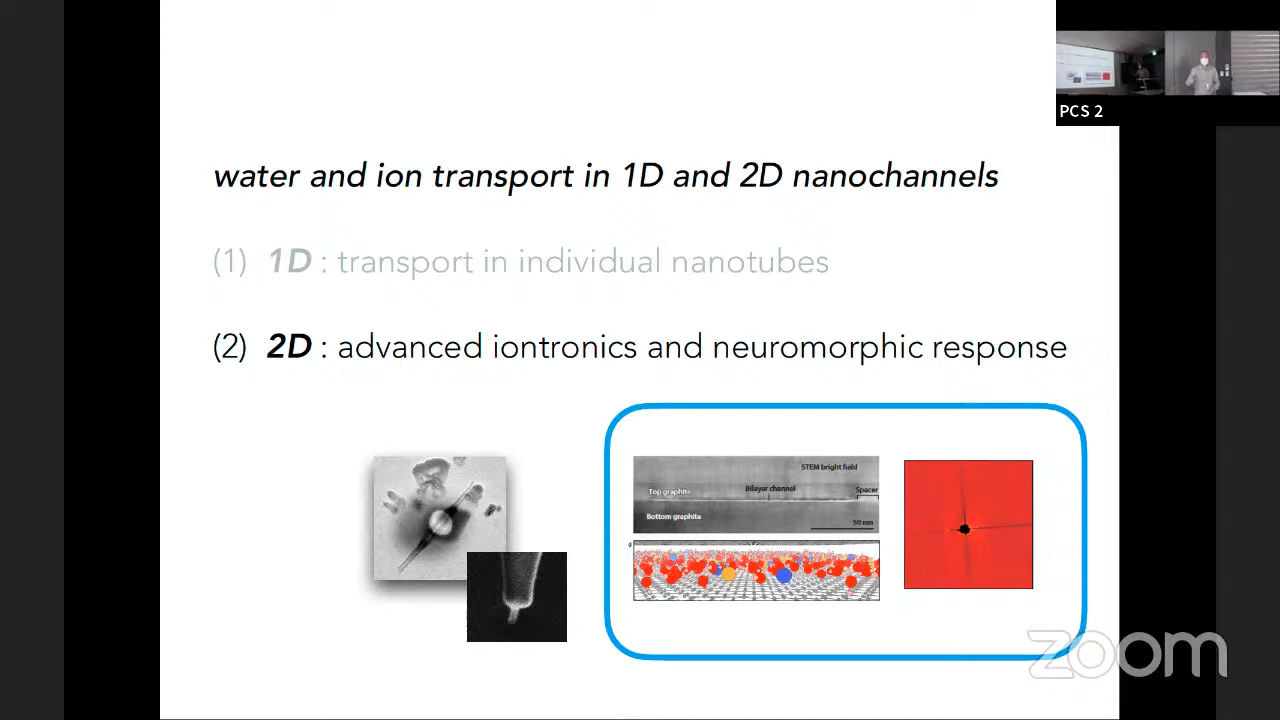 PCS 2
water and ion transport in 1D and 2D nanochannels
(1) 1D : transport in individual nanotubes
(2) 2D : advanced iontronics and neuromorphic response
STEM bright field
Top graphite
Bilayer channel
Spacer
Bottom graphite
50 nm
zoom